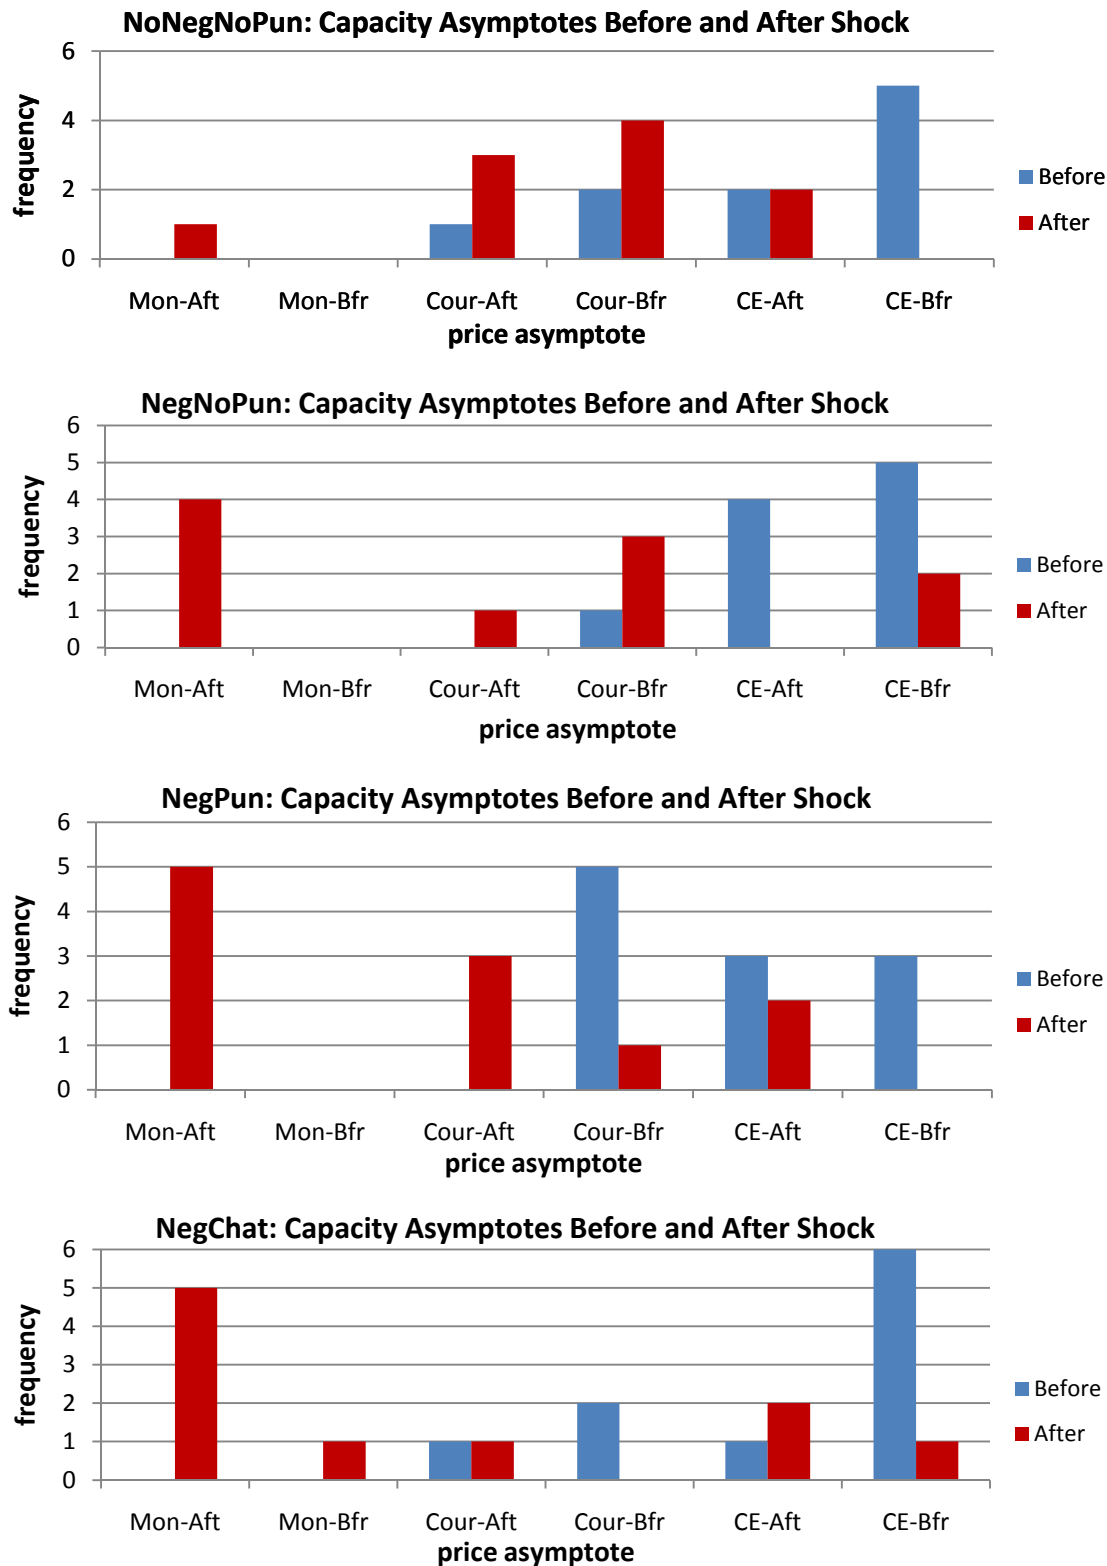 NoNegNoPun: Capacity Asymptotes Before and After Shock
6
4
2
0
frequency
Mon-Aft Mon-Bfr Cour-Aft Cour-Bfr CE-Aft CE-Bfr
price asymptote
Before
After
NegNoPun: Capacity Asymptotes Before and After Shock
6
5
4
3
2
1
0
frequency
Mon-Aft Mon-Bfr Cour-Aft Cour-Bfr CE-Aft CE-Bfr
price asymptote
Before
After
NegPun: Capacity Asymptotes Before and After Shock
6
5
4
3
2
1
0
frequency
Mon-Aft Mon-Bfr Cour-Aft Cour-Bfr CE-Aft CE-Bfr
price asymptote
Before
After
NegChat: Capacity Asymptotes Before and After Shock
6
5
4
3
2
1
0
frequency
Mon-Aft Mon-Bfr Cour-Aft Cour-Bfr CE-Aft CE-Bfr
price asymptote
Before
After